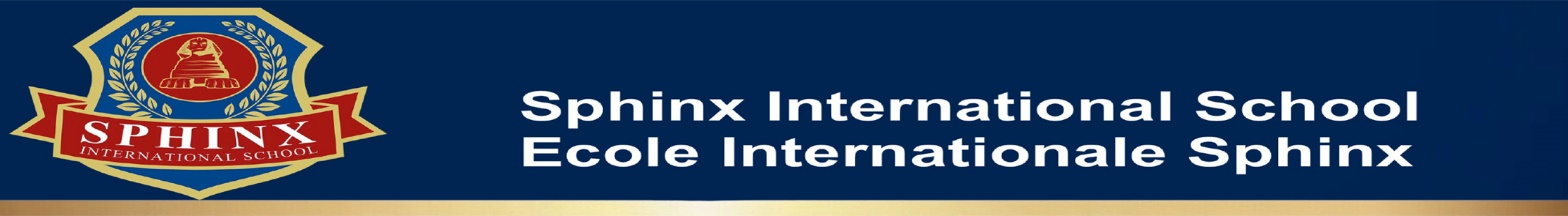 SPHINX
INTERNATIONAL SCHOOL
Sphinx International School
Ecole Internationale Sphinx